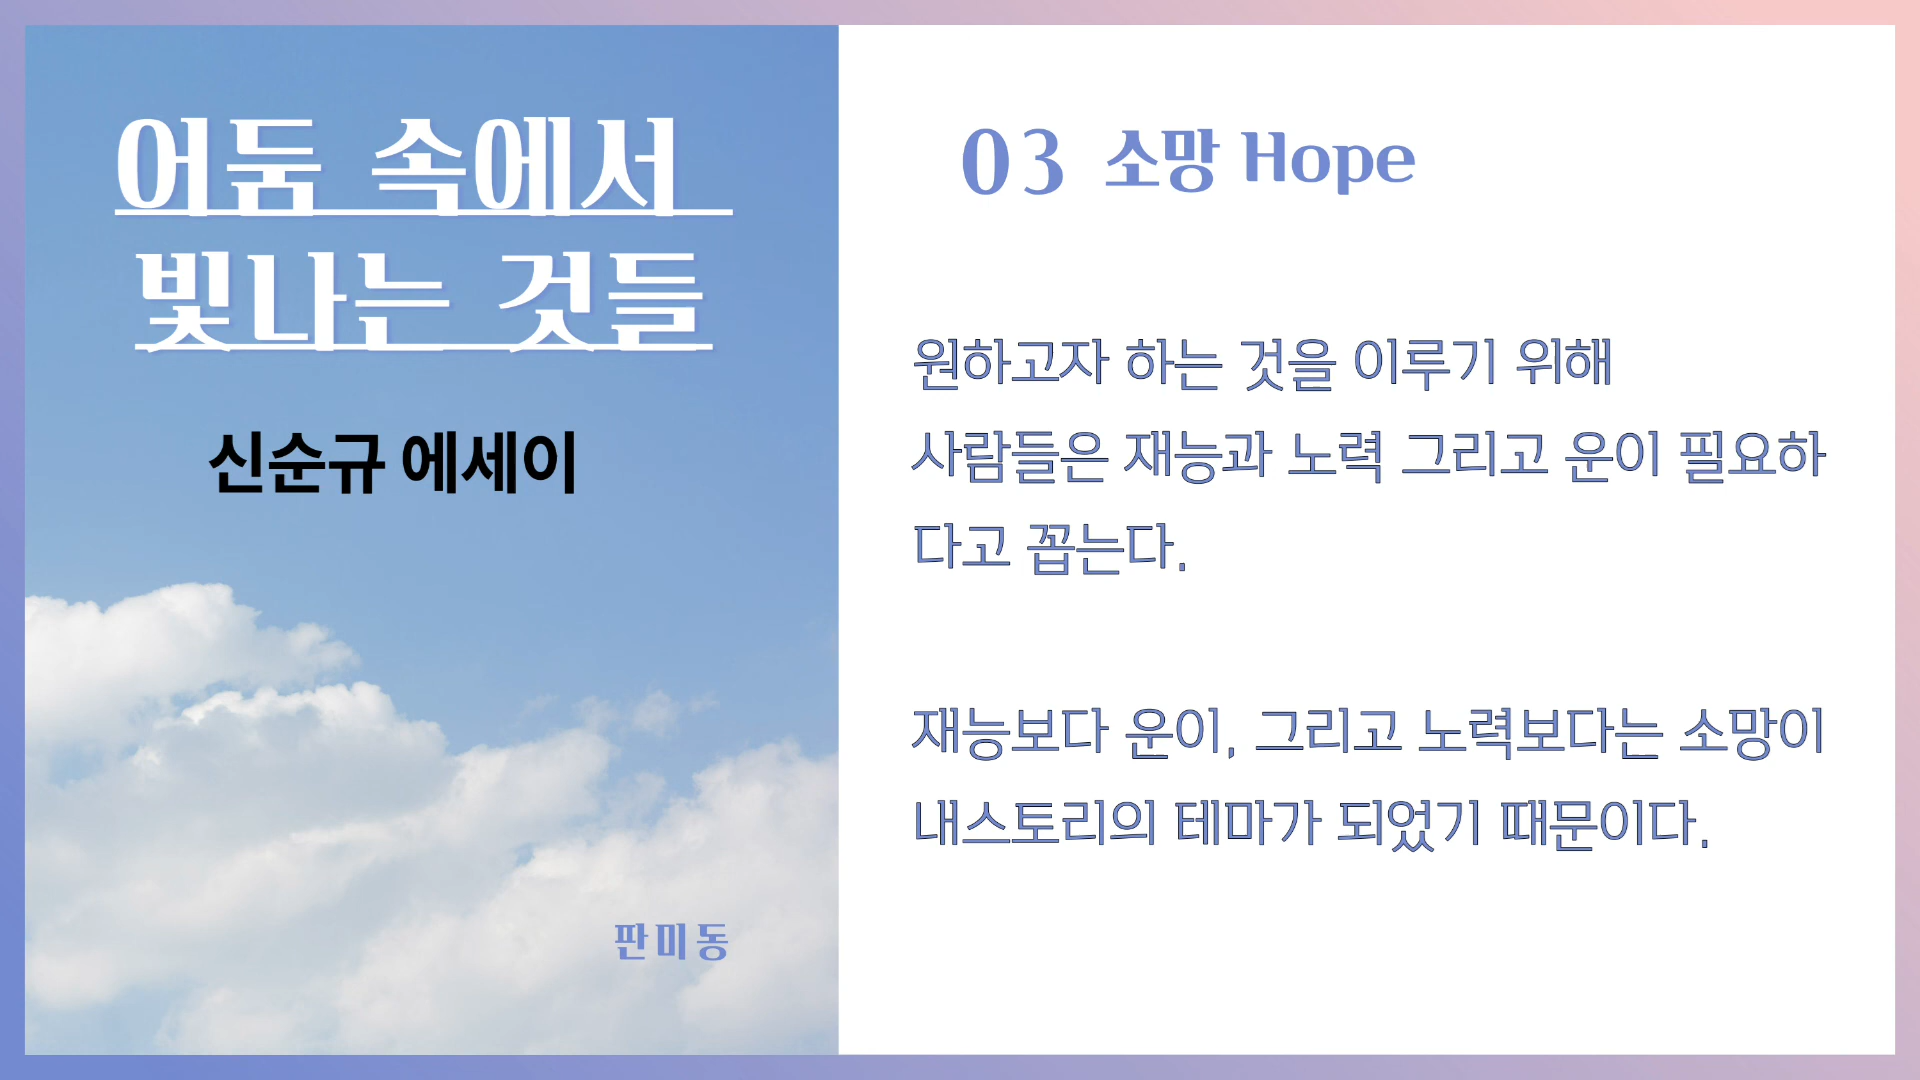 어둠 속에서
빛나는 것들
신순규 에세이
판미동
03 소망 Hope
원하고자 하는 것을 이루기 위해
사람들은 재능과 노력 그리고 운이 필요하
다고 꼽는다.
재능보다 운이, 그리고 노력보다는 소망이
내스토리의 테마가 되었기 때문이다.